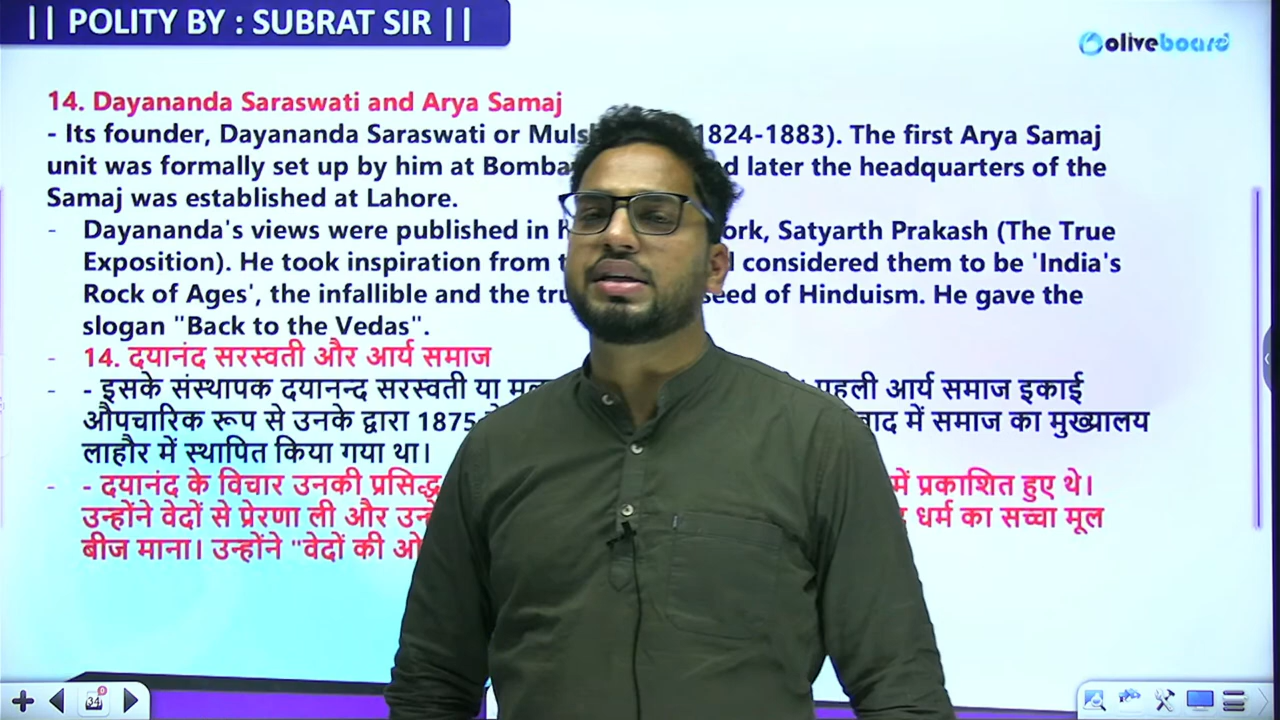 || POLITY BY : SUBRAT SIR ||
oliveboard
14. Dayananda Saraswati and Arya Samaj
- Its founder, Dayananda Saraswati or 1824-1883). The first Arya Samaj
unit was formally set up by him at later the headquarters of the
Samaj was established at Lahore.
- Dayananda's views were published in Satyarth Prakash (The True
Exposition). He took inspiration from considered them to be 'India's
Rock of Ages', the infallible and the seed of Hinduism. He gave the
slogan "Back to the Vedas".
- 14. दयानंद सरस्वती और आर्य समाज
- - इसके संस्थापक दयानन्द सरस्वती या पहली आर्य समाज इकाई
औपचारिक रूप से उनके द्वारा 1875 में समाज का मुख्यालय
लाहौर में स्थापित किया गया था।
- - दयानंद के विचार उनकी प्रसिद्ध में प्रकाशित हुए थे।
उन्होंने वेदों से प्रेरणा ली और धर्म का सच्चा मूल
बीज माना। उन्होंने "वेदों की
34
0